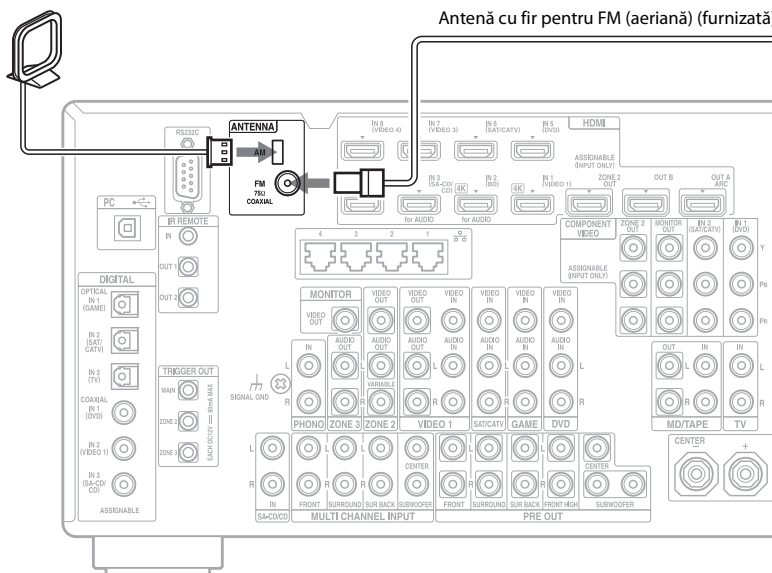 Antenă cu fir pentru FM (aeriană) (furnizată)
RS232C
ANTENNA
AM
FM
75Ω
COAXIAL
IN 8
(VIDEO 4)
IN 7
(VIDEO 3)
IN 6
(SAT/CATV)
IN 5
(DVD)
HDMI
ASSIGNABLE
(INPUT ONLY)
IN 3
(SA-CD/
CD)
IN 2
(BD)
IN 1
(VIDEO 1)
4K
4K
ZONE 2
OUT
OUT B
OUT A
ARC
for AUDIO
for AUDIO
PC
IR REMOTE
IN
OUT 1
OUT 2
4
3
2
1
COMPONENT
VIDEO
ZONE 2
OUT
MONITOR
OUT
IN 2
(SAT/CATV)
IN 1
(DVD)
ASSIGNABLE
(INPUT ONLY)
Y
PB
PR
DIGITAL
OPTICAL
IN 1
(GAME)
IN 2
(SAT/
CATV)
IN 3
(TV)
COAXIAL
IN 1
(DVD)
IN 2
(VIDEO 1)
IN 3
(SA-CD/
CD)
ASSIGNABLE
TRIGGER OUT
MAIN
ZONE 2
ZONE 3
EACH DC12V 80mA MAX
SIGNAL GND
MONITOR
VIDEO
OUT
VIDEO
OUT
VIDEO
OUT
VIDEO
IN
VIDEO
IN
VIDEO
IN
VIDEO
IN
IN
AUDIO
OUT
AUDIO
OUT
AUDIO
OUT
AUDIO
IN
AUDIO
IN
AUDIO
IN
AUDIO
IN
OUT
IN
IN
L
L
L
L
L
L
VARIABLE
R
R
R
R
R
R
PHONO
ZONE 3
ZONE 2
VIDEO 1
SAT/CATV
GAME
DVD
MD/TAPE
TV
L
L
CENTER
L
CENTER
CENTER
R
R
R
IN
FRONT
SURROUND
SUR BACK
SUBWOOFER
FRONT
SURROUND
SUR BACK
FRONT HIGH
SUBWOOFER
SA-CD/CD
MULTI CHANNEL INPUT
PRE OUT